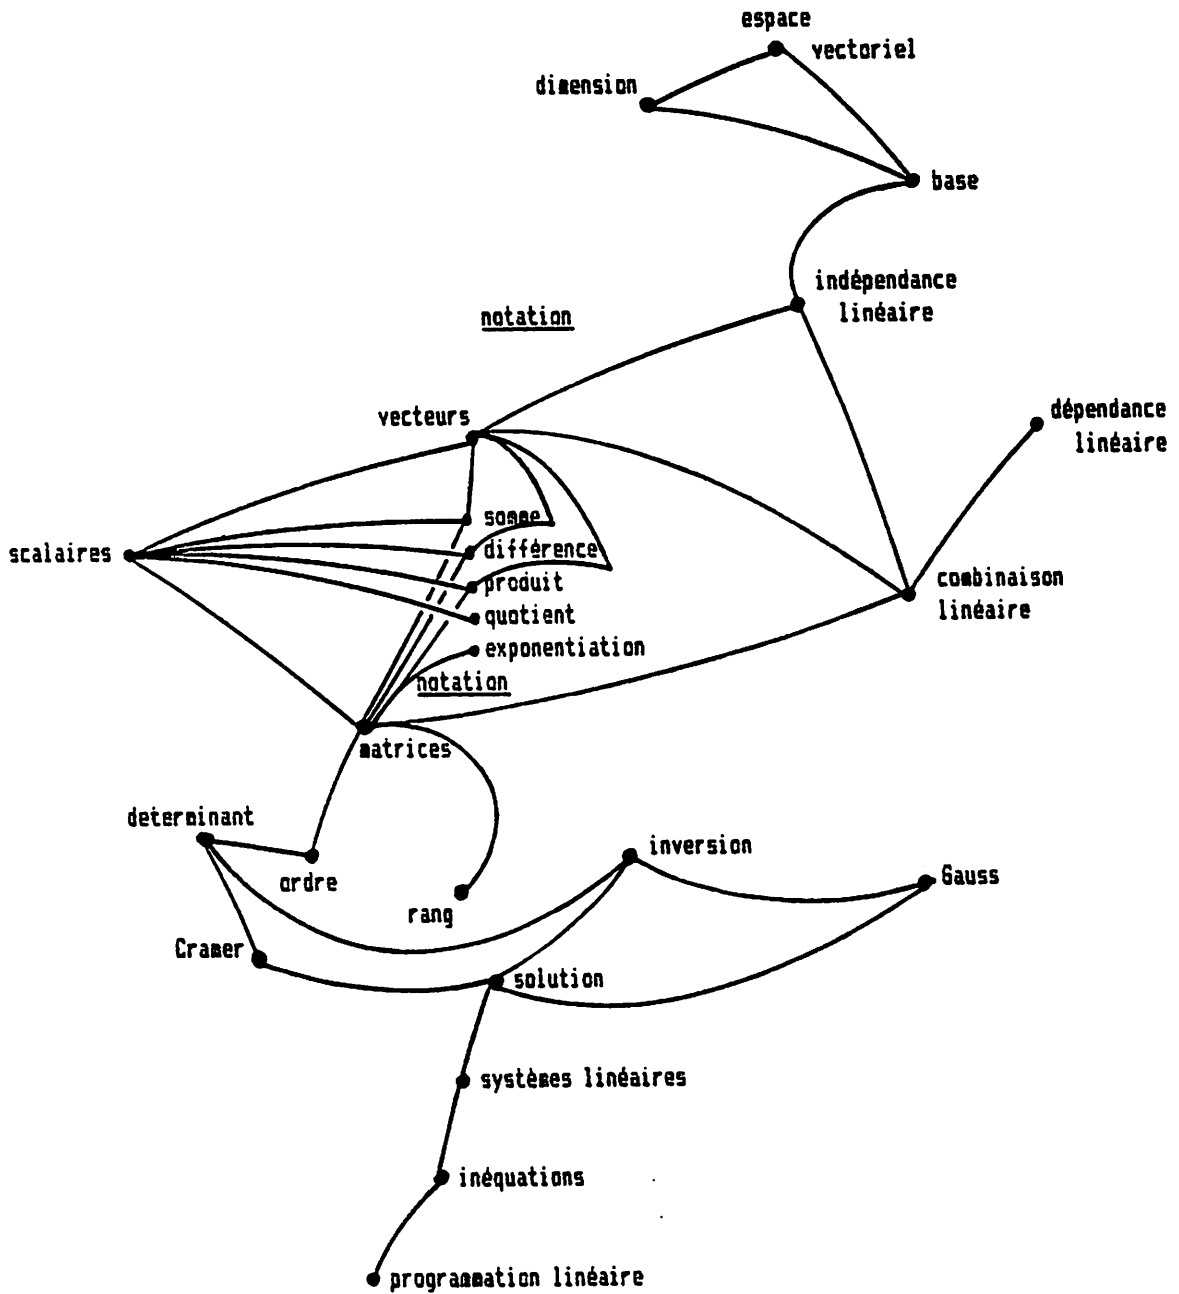 espace
vectoriel
dimension
base
indépendance
linéaire
notation
vecteurs
dépendance
linéaire
somme
scalaires
différence
produit
combinaison
linéaire
quotient
exponentiation
notation
matrices
determinant
inversion
Gauss
ordre
rang
Cramer
solution
systèmes linéaires
inéquations
programmation linéaire